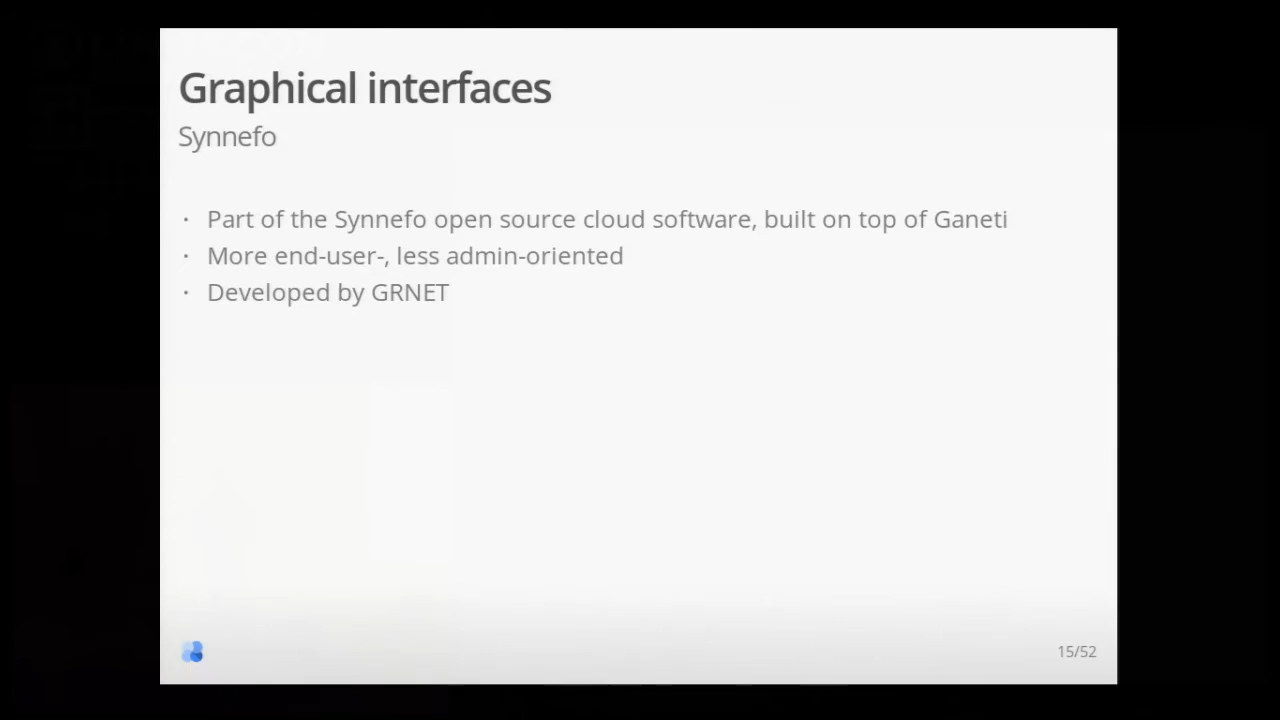 Graphical interfaces
Synnefo
· Part of the Synnefo open source cloud software, built on top of Ganeti
· More end-user-, less admin-oriented
· Developed by GRNET
15/52